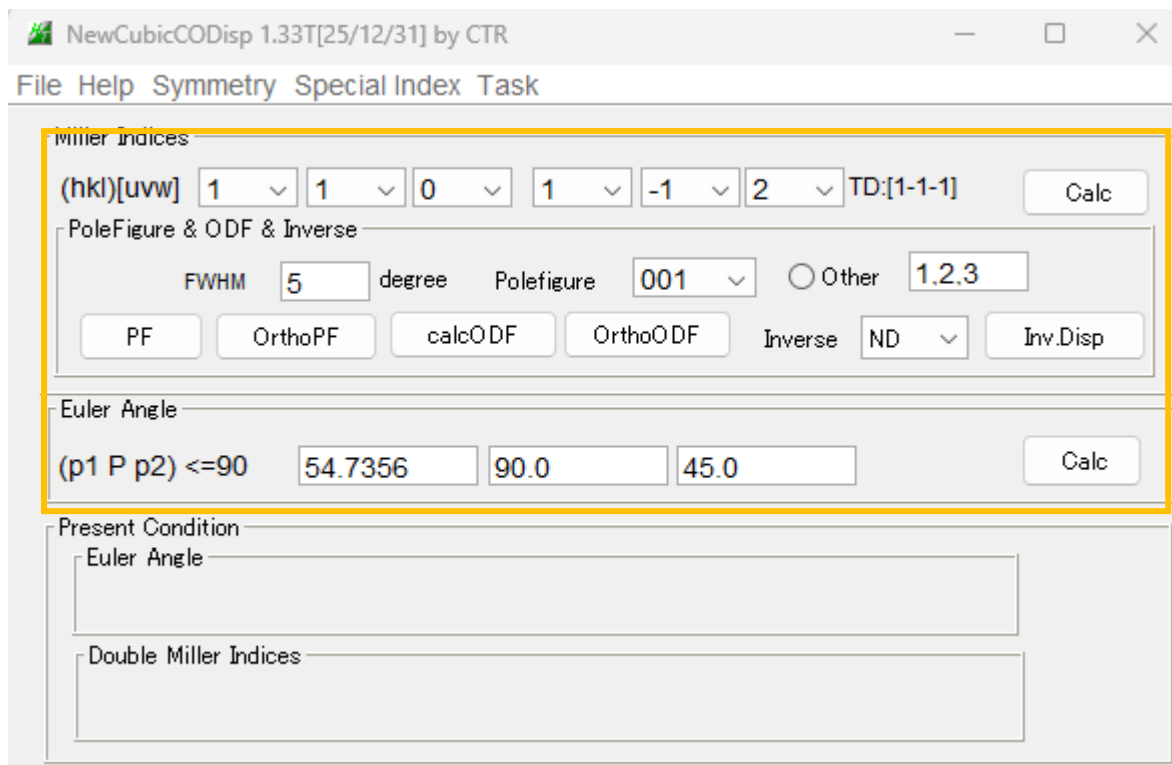 NewCubicCODisp 1.33T[25/12/31] by CTR
File Help Symmetry Special Index Task
Miller Indices
(hkl)[uvw] 1 1 0 1 -1 2 TD:[1-1-1] Calc
PoleFigure & ODF & Inverse
FWHM 5 degree Polefigure 001 Other 1,2,3
PF OrthoPF calcODF OrthoODF Inverse ND Inv.Disp
Euler Angle
(p1 P p2) <=90 54.7356 90.0 45.0 Calc
Present Condition
Euler Angle
Double Miller Indices